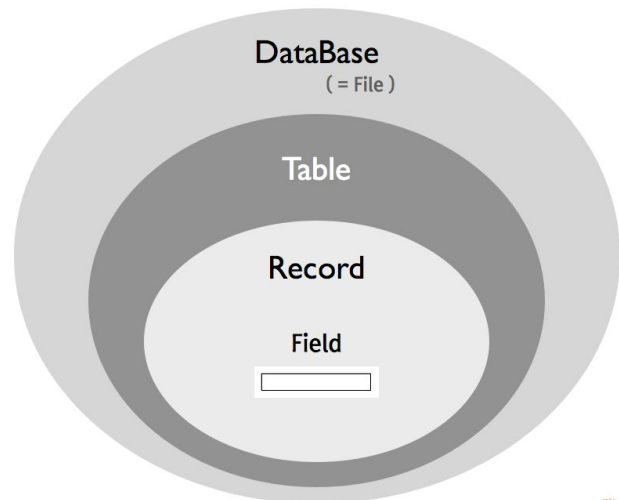 DataBase
( = File )
Table
Record
Field